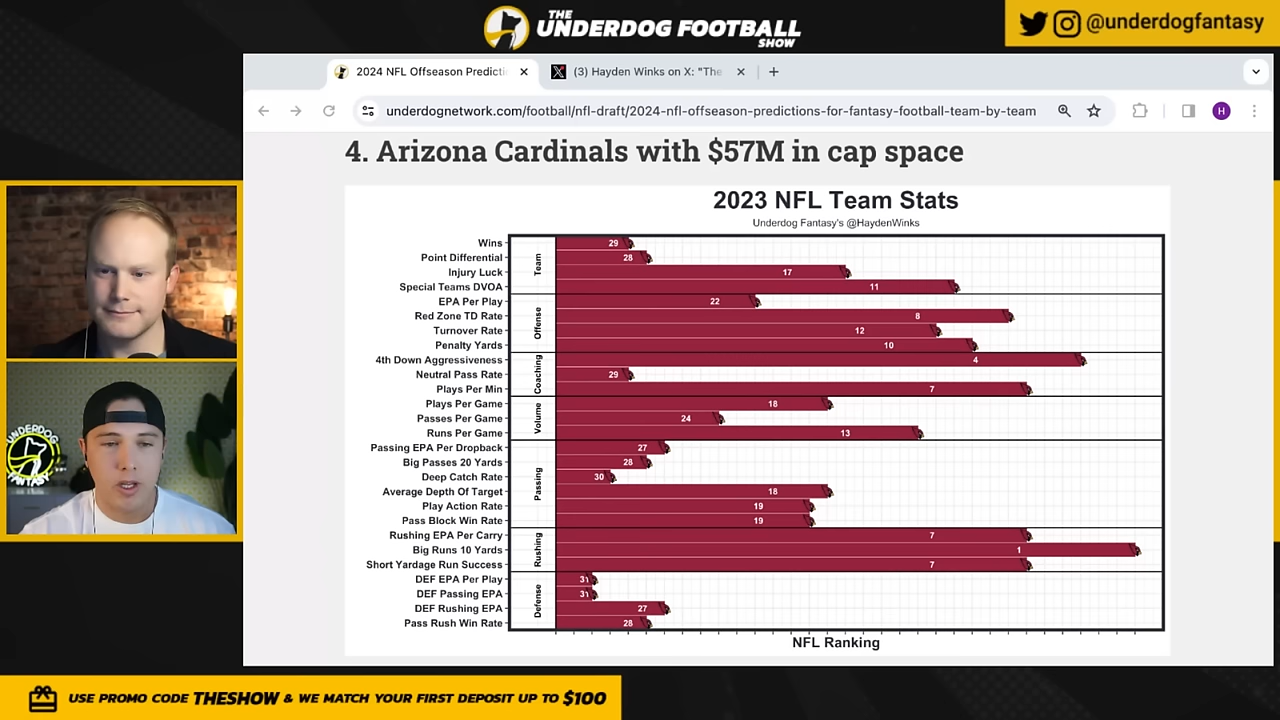 THE
UNDERDOG FOOTBALL
SHOW
@underdogfantasy
2024 NFL Offseason Predicti
(3) Hayden Winks on X: "The
underdognetwork.com/football/nfl-draft/2024-nfl-offseason-predictions-for-fantasy-football-team-by-team
H
4. Arizona Cardinals with $57M in cap space
2023 NFL Team Stats
Underdog Fantasy's @HaydenWinks
Team
Wins 29
Point Differential 28
Injury Luck 17
Special Teams DVOA 11
Offense
EPA Per Play 22
Red Zone TD Rate 8
Turnover Rate 12
Penalty Yards 10
Coaching
4th Down Aggressiveness 4
Neutral Pass Rate 29
Plays Per Min 7
Volume
Plays Per Game 18
Passes Per Game 24
Runs Per Game 13
Passing
Passing EPA Per Dropback 27
Big Passes 20 Yards 28
Deep Catch Rate 30
Average Depth Of Target 18
Play Action Rate 19
Pass Block Win Rate 19
Rushing
Rushing EPA Per Carry 7
Big Runs 10 Yards 1
Short Yardage Run Success 7
Defense
DEF EPA Per Play 31
DEF Passing EPA 31
DEF Rushing EPA 27
Pass Rush Win Rate 28
NFL Ranking
UNDERDOG
FANTASY
USE PROMO CODE THESHOW & WE MATCH YOUR FIRST DEPOSIT UP TO $100